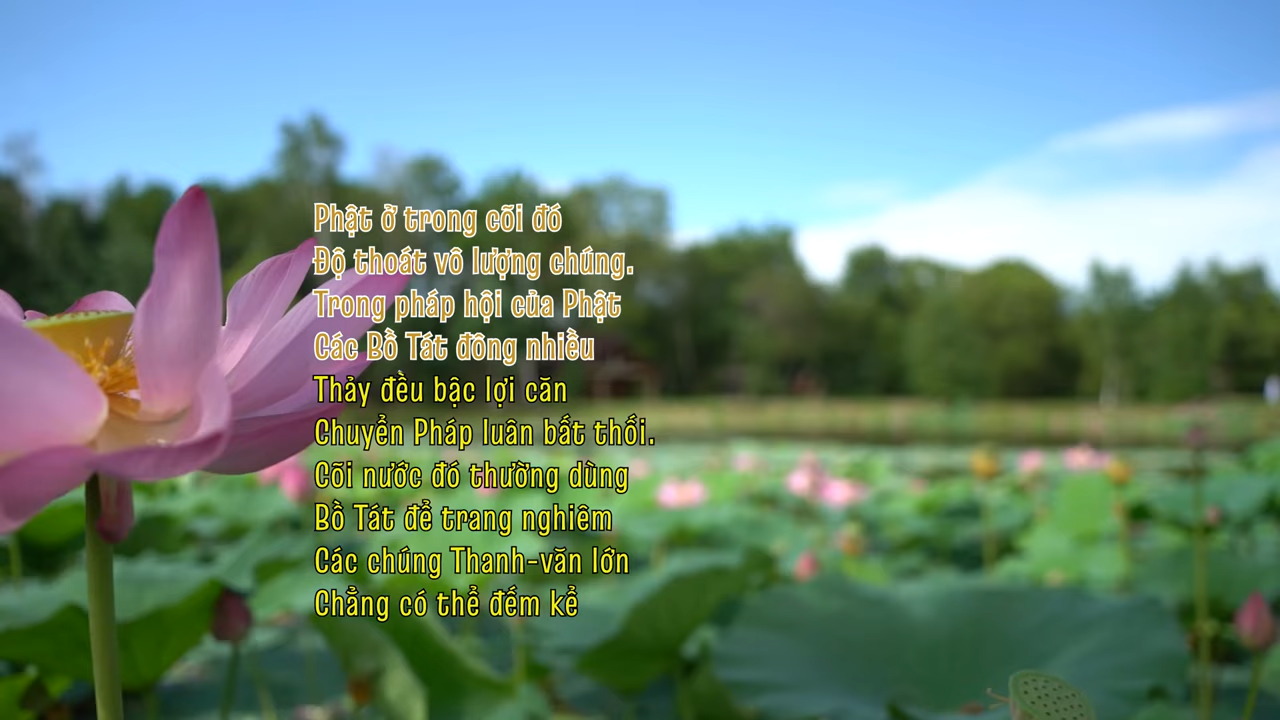 Phật ở trong cõi đó
Độ thoát vô lượng chúng.
Trong pháp hội của Phật
Các Bồ Tát đông nhiều
Thảy đều bậc lợi căn
Chuyển Pháp luân bất thối.
Cõi nước đó thường dùng
Bồ Tát để trang nghiêm
Các chúng Thanh-văn lớn
Chẳng có thể đếm kể